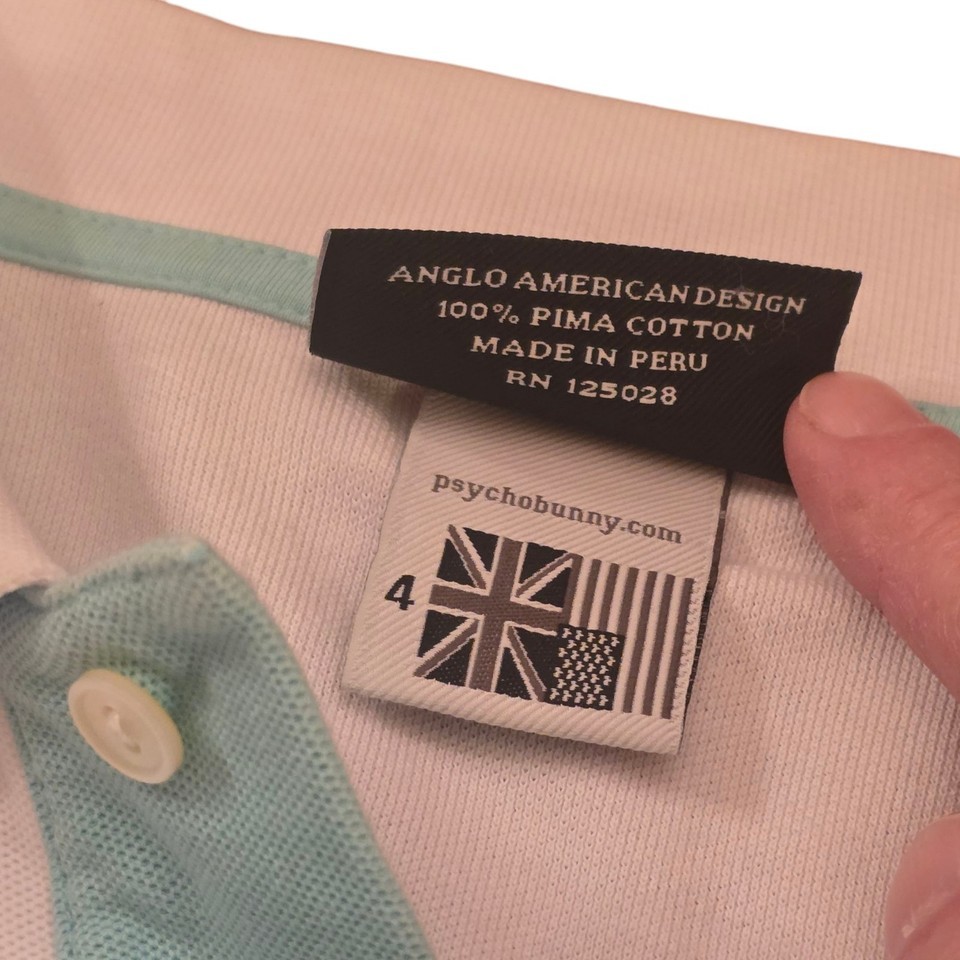 ANGLO AMERICAN DESIGN
100% PIMA COTTON
MADE IN PERU
RN 125028
psychobunny.com
4